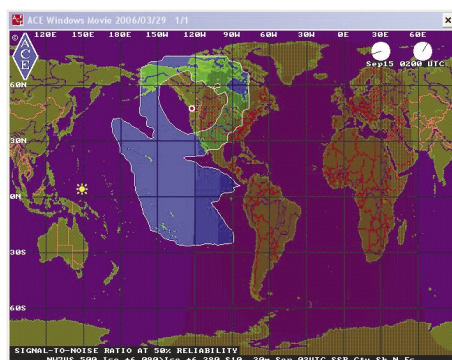 ACE Windows Movie 2006/03/29 1/1
120E 150E 180E 150W 120W 90W 60W 30W 0E 30E 60E
© ACE
Sep15 0200 UTC
60N
30N
0N
30S
60S
SIGNAL-TO-NOISE RATIO AT 50% RELIABILITY